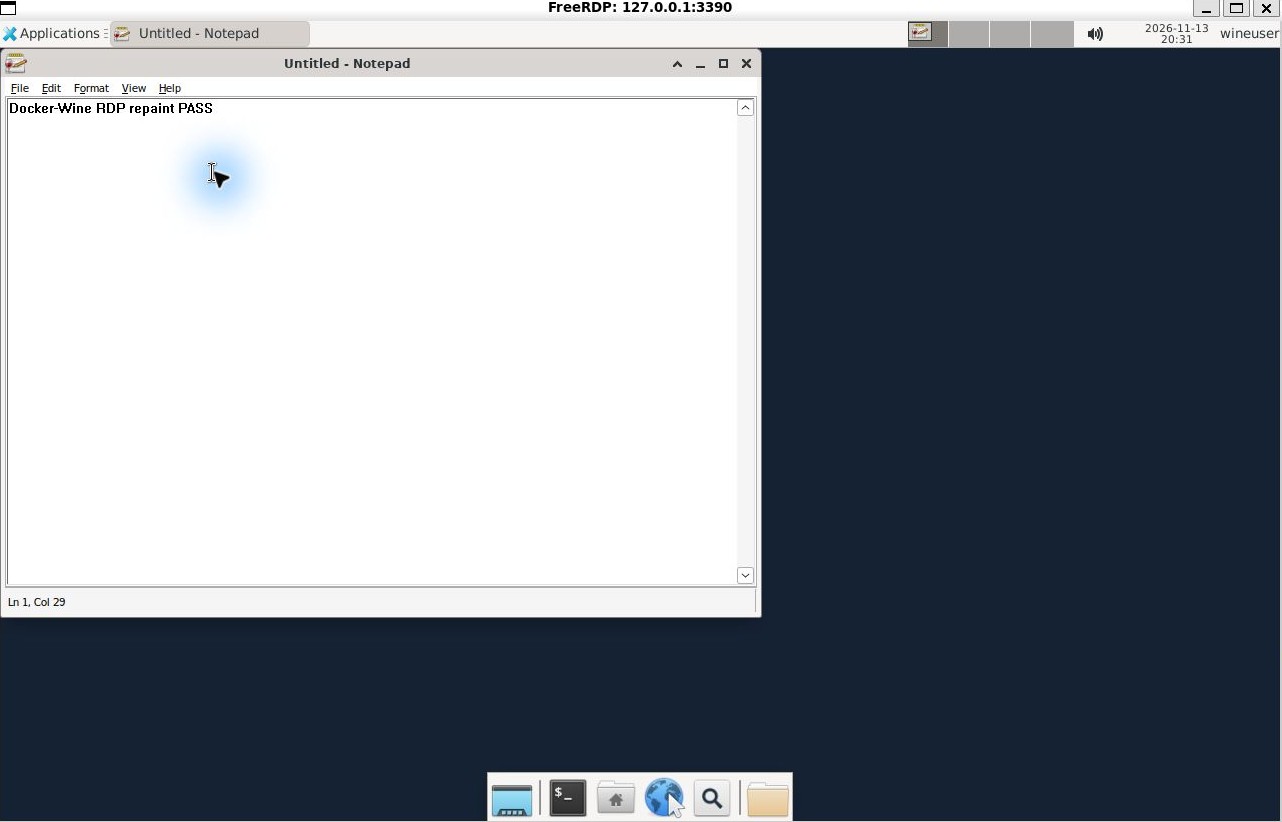 FreeRDP: 127.0.0.1:3390
Applications
Untitled - Notepad
2026-11-13
20:31
wineuser
Untitled - Notepad
File Edit Format View Help
Docker-Wine RDP repaint PASS
Ln 1, Col 29
$_